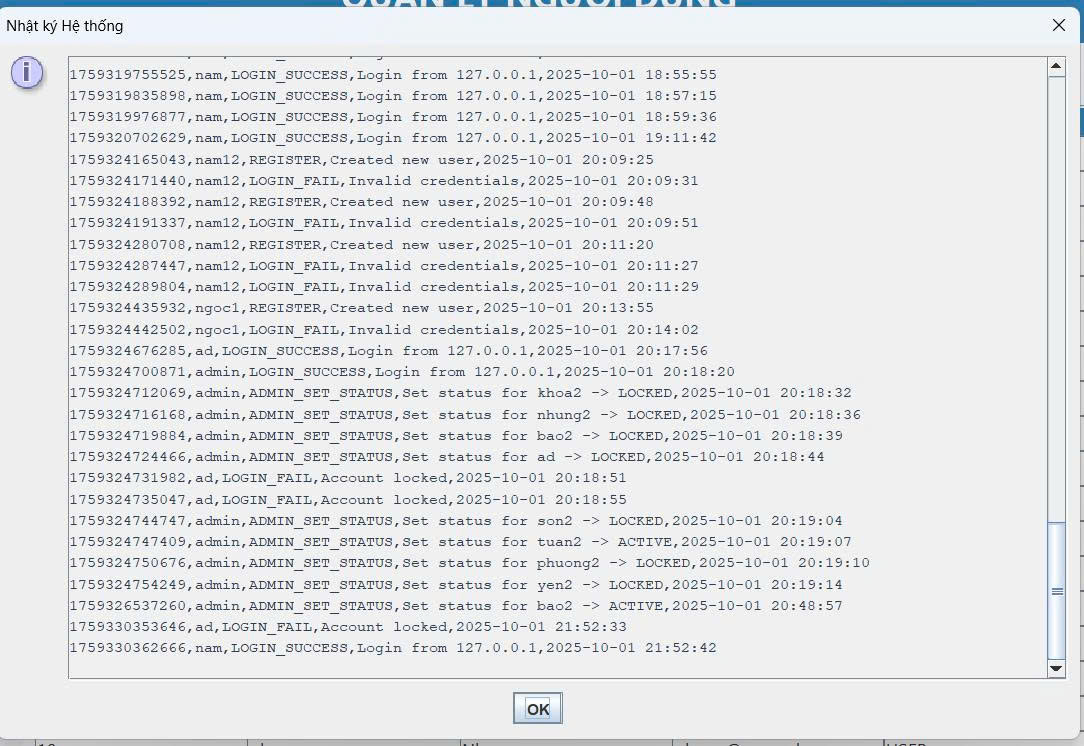 QUẢN LÝ NGƯỜI DÙNG
Nhật ký Hệ thống
1759319755525,nam,LOGIN_SUCCESS,Login from 127.0.0.1,2025-10-01 18:55:55
1759319835898,nam,LOGIN_SUCCESS,Login from 127.0.0.1,2025-10-01 18:57:15
1759319976877,nam,LOGIN_SUCCESS,Login from 127.0.0.1,2025-10-01 18:59:36
1759320702629,nam,LOGIN_SUCCESS,Login from 127.0.0.1,2025-10-01 19:11:42
1759324165043,nam12,REGISTER,Created new user,2025-10-01 20:09:25
1759324171440,nam12,LOGIN_FAIL,Invalid credentials,2025-10-01 20:09:31
1759324188392,nam12,REGISTER,Created new user,2025-10-01 20:09:48
1759324191337,nam12,LOGIN_FAIL,Invalid credentials,2025-10-01 20:09:51
1759324280708,nam12,REGISTER,Created new user,2025-10-01 20:11:20
1759324287447,nam12,LOGIN_FAIL,Invalid credentials,2025-10-01 20:11:27
1759324289804,nam12,LOGIN_FAIL,Invalid credentials,2025-10-01 20:11:29
1759324435932,ngoc1,REGISTER,Created new user,2025-10-01 20:13:55
1759324442502,ngoc1,LOGIN_FAIL,Invalid credentials,2025-10-01 20:14:02
1759324676285,ad,LOGIN_SUCCESS,Login from 127.0.0.1,2025-10-01 20:17:56
1759324700871,admin,LOGIN_SUCCESS,Login from 127.0.0.1,2025-10-01 20:18:20
1759324712069,admin,ADMIN_SET_STATUS,Set status for khoa2 -> LOCKED,2025-10-01 20:18:32
1759324716168,admin,ADMIN_SET_STATUS,Set status for nhung2 -> LOCKED,2025-10-01 20:18:36
1759324719884,admin,ADMIN_SET_STATUS,Set status for bao2 -> LOCKED,2025-10-01 20:18:39
1759324724466,admin,ADMIN_SET_STATUS,Set status for ad -> LOCKED,2025-10-01 20:18:44
1759324731982,ad,LOGIN_FAIL,Account locked,2025-10-01 20:18:51
1759324735047,ad,LOGIN_FAIL,Account locked,2025-10-01 20:18:55
1759324744747,admin,ADMIN_SET_STATUS,Set status for son2 -> LOCKED,2025-10-01 20:19:04
1759324747409,admin,ADMIN_SET_STATUS,Set status for tuan2 -> ACTIVE,2025-10-01 20:19:07
1759324750676,admin,ADMIN_SET_STATUS,Set status for phuong2 -> LOCKED,2025-10-01 20:19:10
1759324754249,admin,ADMIN_SET_STATUS,Set status for yen2 -> LOCKED,2025-10-01 20:19:14
1759326537260,admin,ADMIN_SET_STATUS,Set status for bao2 -> ACTIVE,2025-10-01 20:48:57
1759330353646,ad,LOGIN_FAIL,Account locked,2025-10-01 21:52:33
1759330362666,nam,LOGIN_SUCCESS,Login from 127.0.0.1,2025-10-01 21:52:42
OK